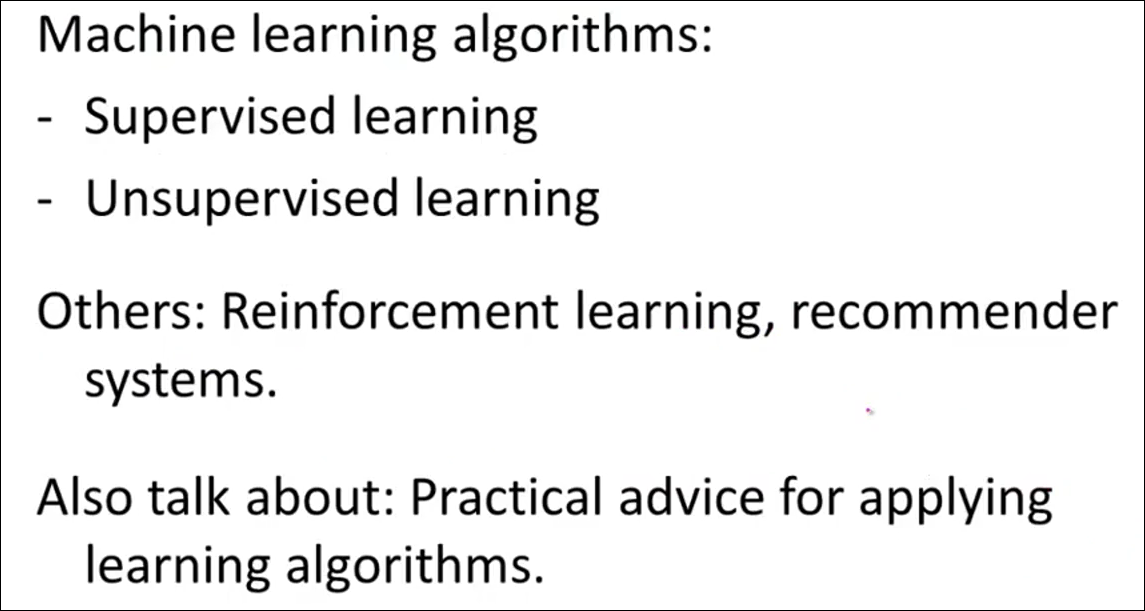 Machine learning algorithms:
- Supervised learning
- Unsupervised learning
Others: Reinforcement learning, recommender
systems.
Also talk about: Practical advice for applying
learning algorithms.